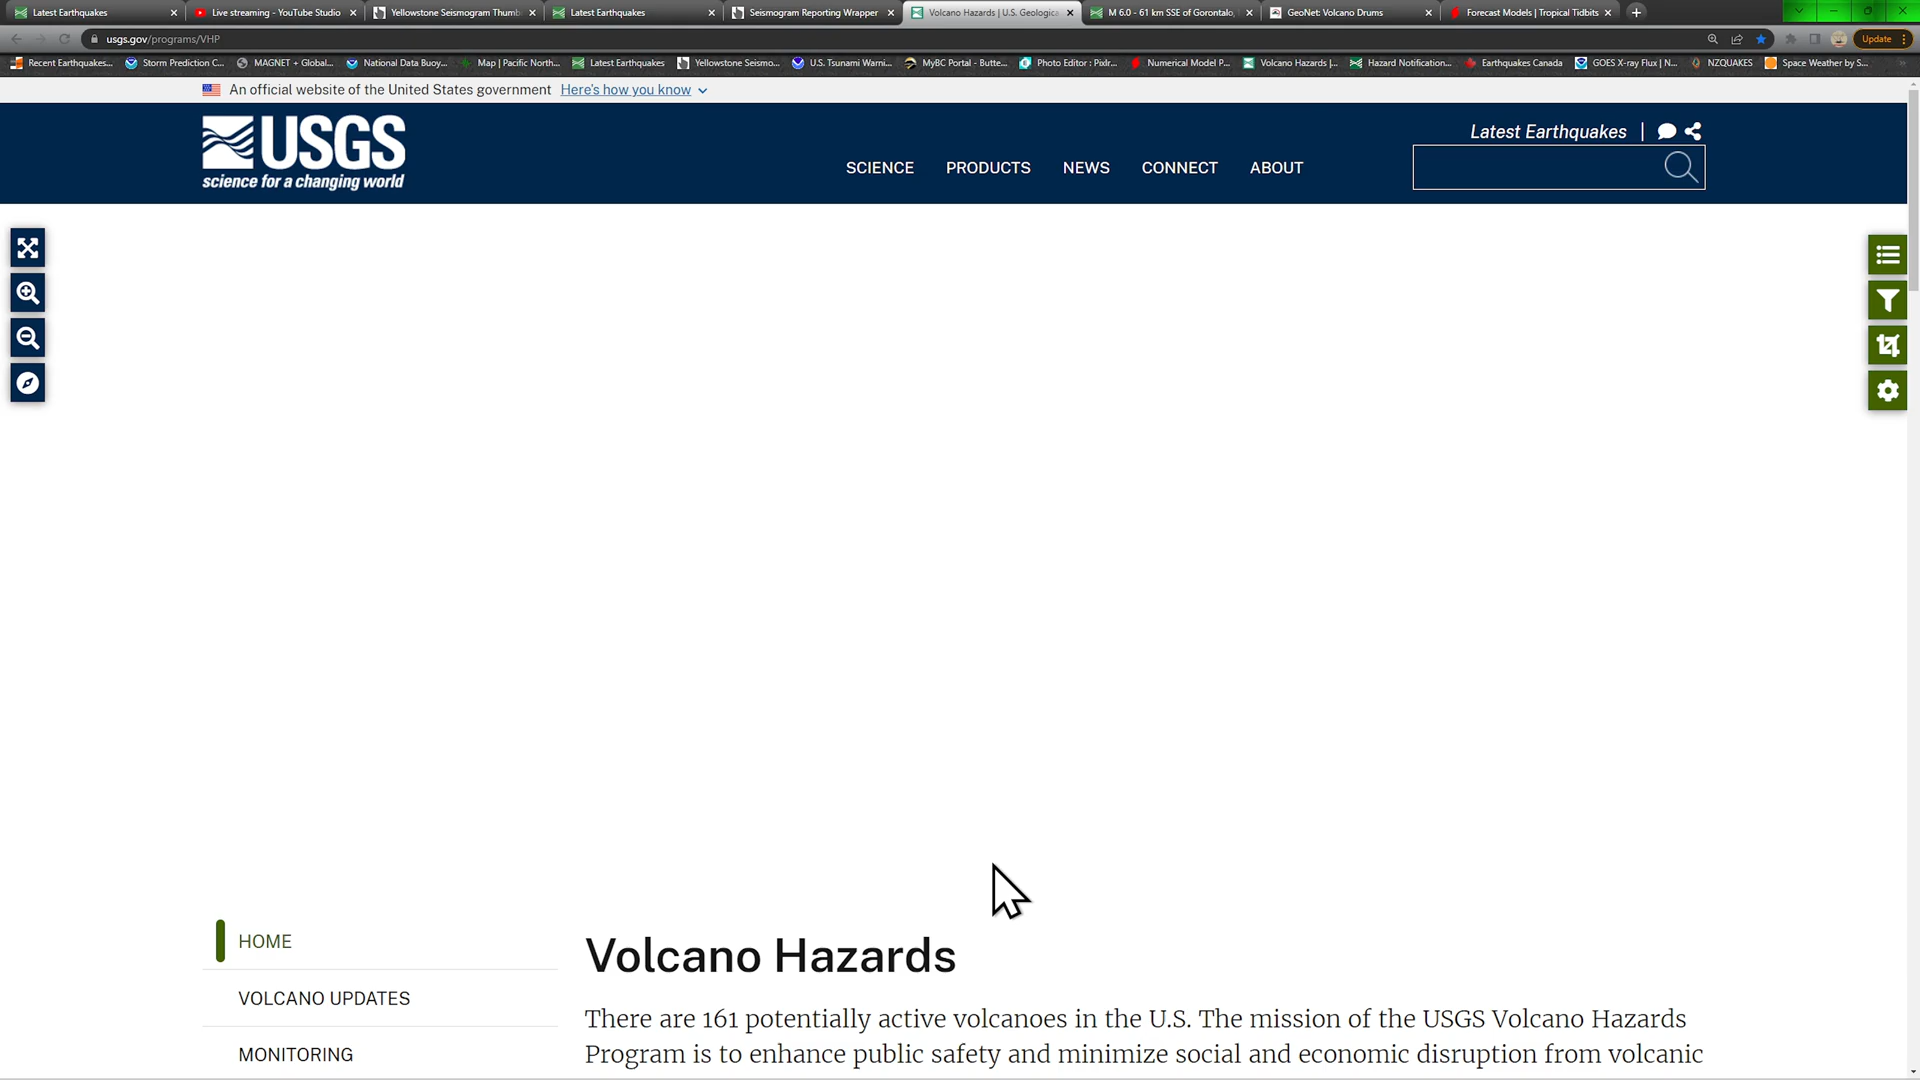 Latest Earthquakes
Live streaming - YouTube Studio
Yellowstone Seismogram Thumb
Latest Earthquakes
Seismogram Reporting Wrapper
Volcano Hazards | U.S. Geologica
M 6.0 - 61 km SSE of Gorontalo,
GeoNet: Volcano Drums
Forecast Models | Tropical Tidbits
usgs.gov/programs/VHP
Update
Recent Earthquakes...
Storm Prediction C...
MAGNET + Global...
National Data Buoy...
Map | Pacific North...
Latest Earthquakes
Yellowstone Seismo...
U.S. Tsunami Warni...
MyBC Portal - Butte...
Photo Editor : Pixlr...
Numerical Model P...
Volcano Hazards |...
Hazard Notification...
Earthquakes Canada
GOES X-ray Flux | N...
NZQUAKES
Space Weather by S...
An official website of the United States government Here's how you know
USGS
science for a changing world
Latest Earthquakes |
SCIENCE PRODUCTS NEWS CONNECT ABOUT
HOME
Volcano Hazards
VOLCANO UPDATES
There are 161 potentially active volcanoes in the U.S. The mission of the USGS Volcano Hazards
MONITORING
Program is to enhance public safety and minimize social and economic disruption from volcanic